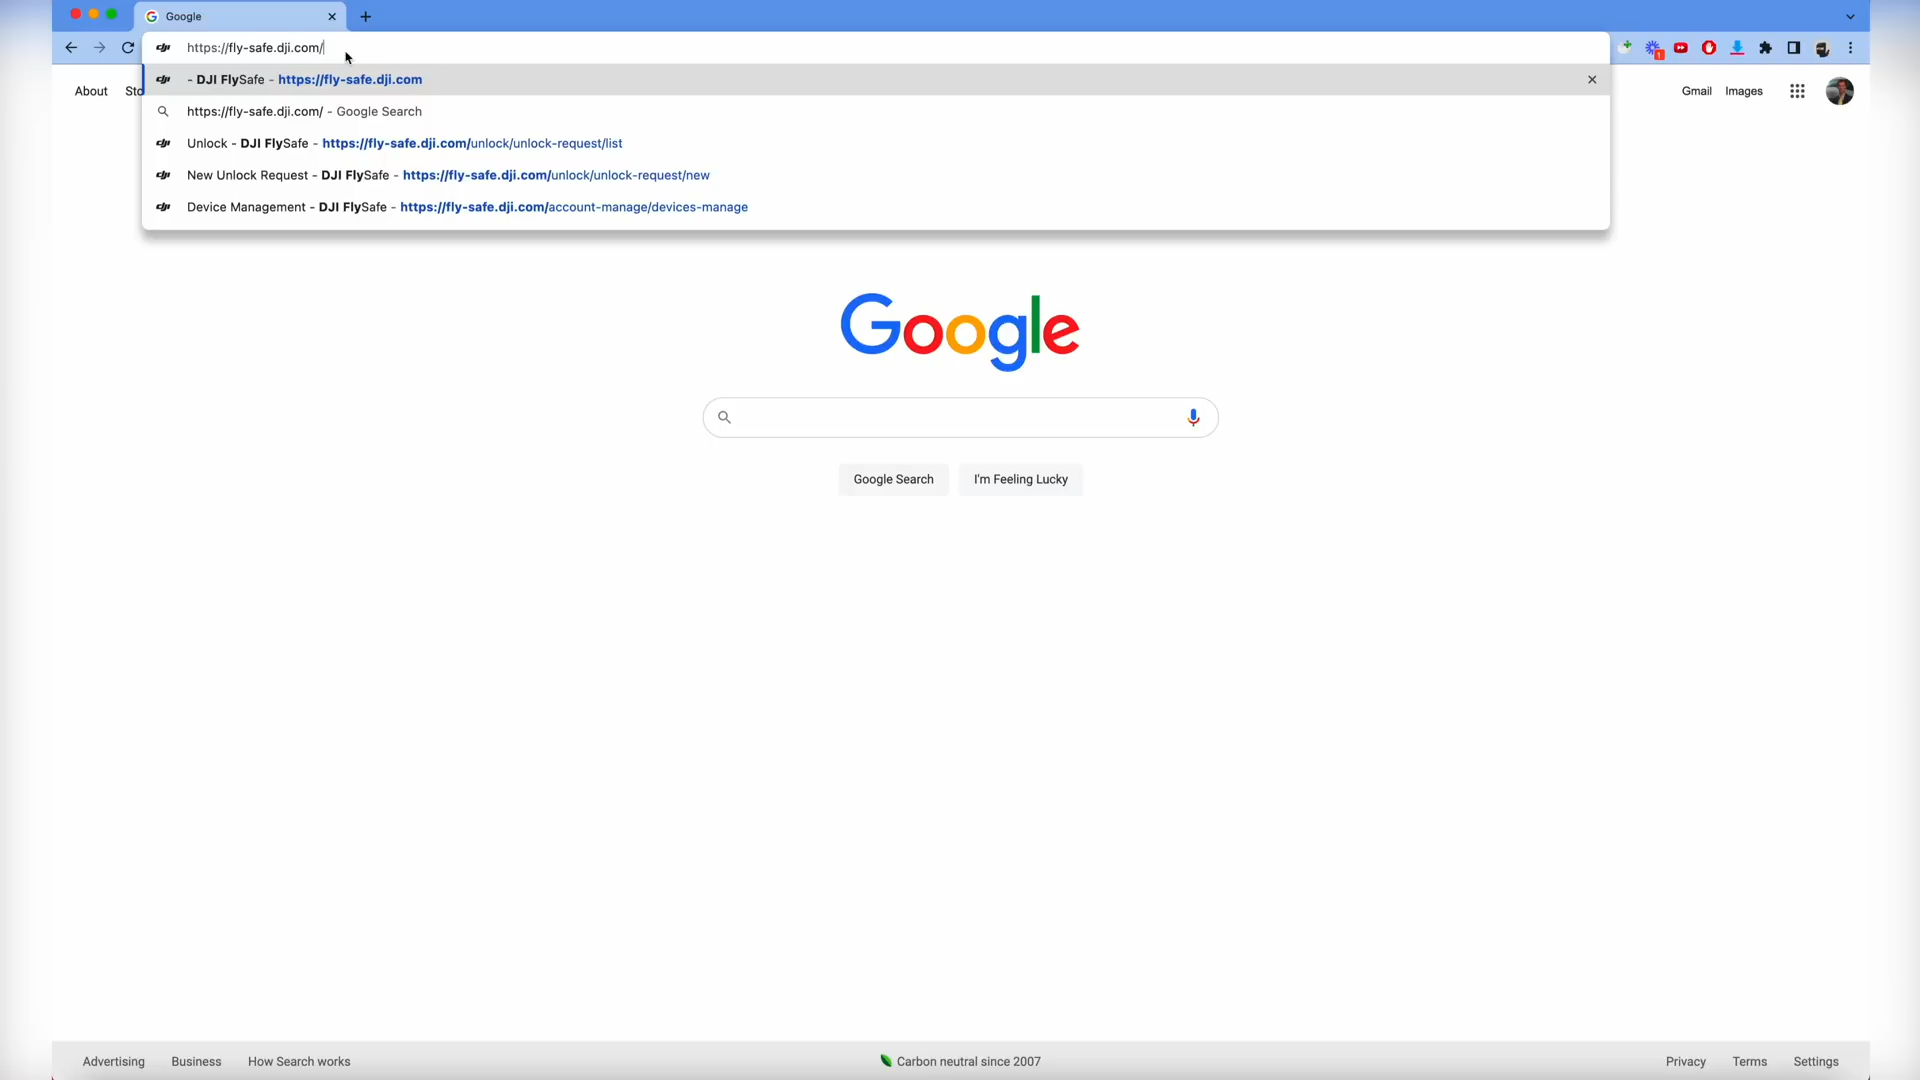 Google
https://fly-safe.dji.com/
- DJI FlySafe - https://fly-safe.dji.com
https://fly-safe.dji.com/ - Google Search
Unlock - DJI FlySafe - https://fly-safe.dji.com/unlock/unlock-request/list
New Unlock Request - DJI FlySafe - https://fly-safe.dji.com/unlock/unlock-request/new
Device Management - DJI FlySafe - https://fly-safe.dji.com/account-manage/devices-manage
About Sto Gmail Images
Google
Google Search I'm Feeling Lucky
Advertising Business How Search works Carbon neutral since 2007 Privacy Terms Settings